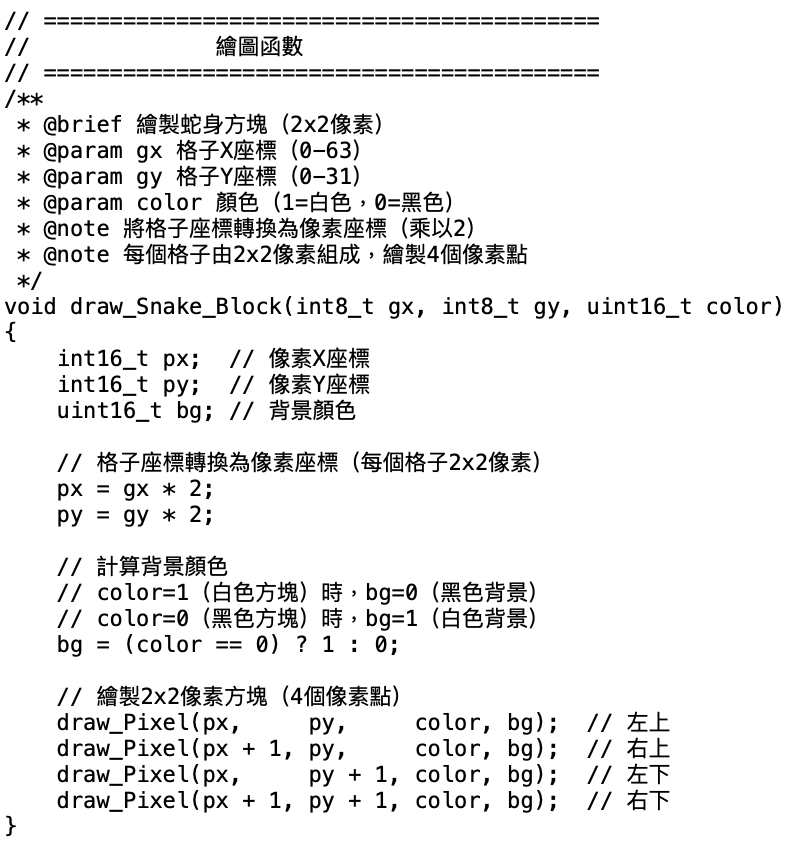 // ==========================================
//              繪圖函數
// ==========================================
/**
 * @brief 繪製蛇身方塊（2x2像素）
 * @param gx 格子X座標（0-63）
 * @param gy 格子Y座標（0-31）
 * @param color 顏色（1=白色，0=黑色）
 * @note 將格子座標轉換為像素座標（乘以2）
 * @note 每個格子由2x2像素組成，繪製4個像素點
 */
void draw_Snake_Block(int8_t gx, int8_t gy, uint16_t color)
{
    int16_t px;  // 像素X座標
    int16_t py;  // 像素Y座標
    uint16_t bg; // 背景顏色

    // 格子座標轉換為像素座標（每個格子2x2像素）
    px = gx * 2;
    py = gy * 2;

    // 計算背景顏色
    // color=1（白色方塊）時，bg=0（黑色背景）
    // color=0（黑色方塊）時，bg=1（白色背景）
    bg = (color == 0) ? 1 : 0;

    // 繪製2x2像素方塊（4個像素點）
    draw_Pixel(px,     py,     color, bg);  // 左上
    draw_Pixel(px + 1, py,     color, bg);  // 右上
    draw_Pixel(px,     py + 1, color, bg);  // 左下
    draw_Pixel(px + 1, py + 1, color, bg);  // 右下
}